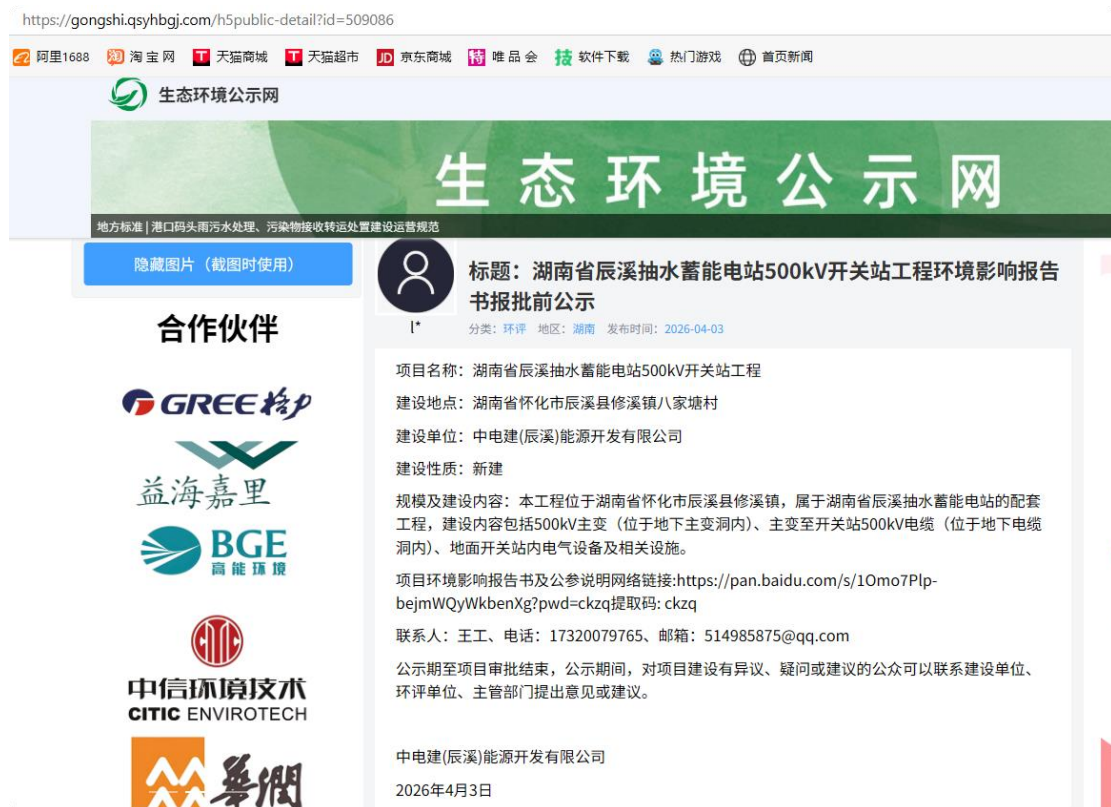 https://gongshi.qsyhbgj.com/h5public-detail?id=509086
阿里1688 淘宝网 天猫商城 天猫超市 京东商城 唯品会 软件下载 热门游戏 首页新闻
生态环境公示网
生态环境公示网
地方标准 | 港口码头雨污水处理、污染物接收转运处置建设运营规范
隐藏图片（截图时使用）
合作伙伴
GREE格力
益海嘉里
BGE
高能环境
中信环境技术
CITIC ENVIROTECH
華潤
l*
标题：湖南省辰溪抽水蓄能电站500kV开关站工程环境影响报告
书报批前公示
分类：环评 地区：湖南 发布时间：2026-04-03
项目名称：湖南省辰溪抽水蓄能电站500kV开关站工程
建设地点：湖南省怀化市辰溪县修溪镇八家塘村
建设单位：中电建(辰溪)能源开发有限公司
建设性质：新建
规模及建设内容：本工程位于湖南省怀化市辰溪县修溪镇，属于湖南省辰溪抽水蓄能电站的配套
工程，建设内容包括500kV主变（位于地下主变洞内）、主变至开关站500kV电缆（位于地下电缆
洞内）、地面开关站内电气设备及相关设施。
项目环境影响报告书及公参说明网络链接:https://pan.baidu.com/s/1Omo7Plp-
bejmWQyWkbenXg?pwd=ckzq提取码: ckzq
联系人：王工、电话：17320079765、邮箱：514985875@qq.com
公示期至项目审批结束，公示期间，对项目建设有异议、疑问或建议的公众可以联系建设单位、
环评单位、主管部门提出意见或建议。
中电建(辰溪)能源开发有限公司
2026年4月3日